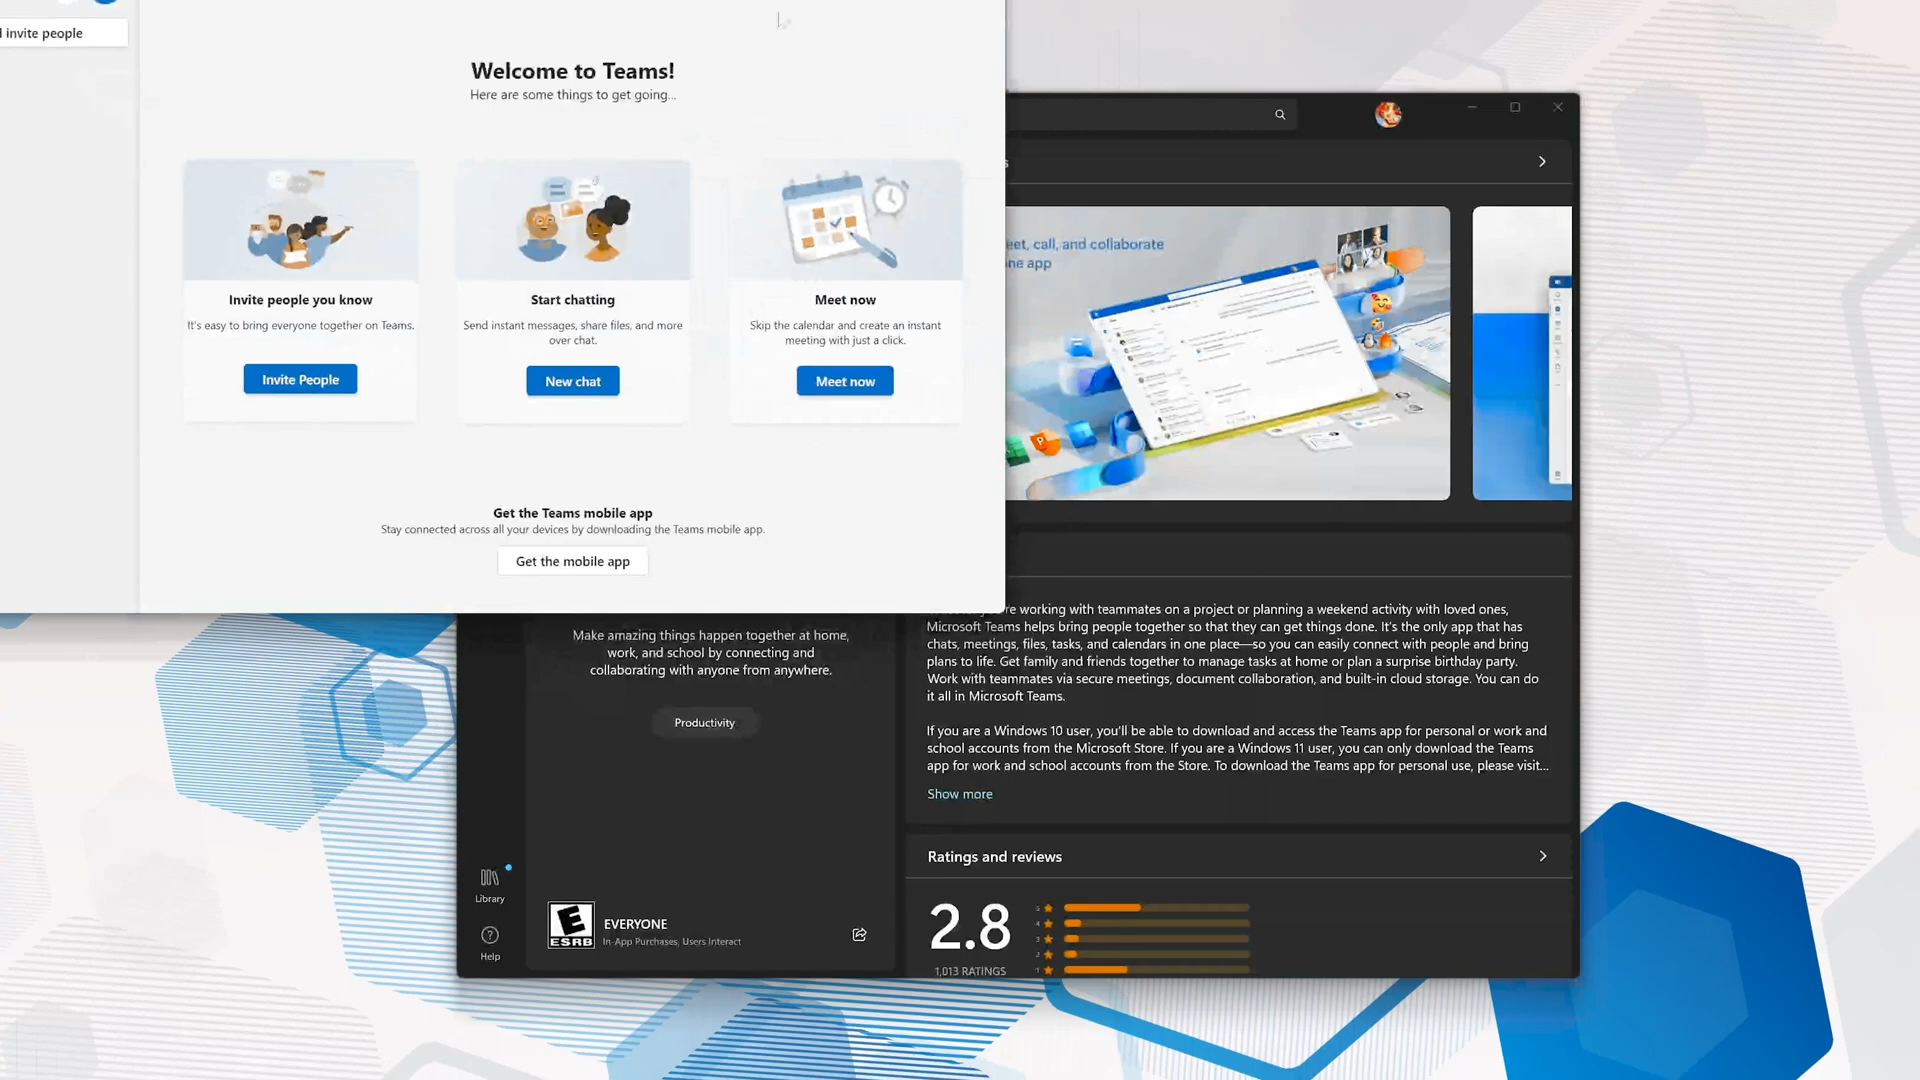 invite people
Welcome to Teams!
Here are some things to get going...
Invite people you know
It's easy to bring everyone together on Teams.
Invite People
Start chatting
Send instant messages, share files, and more
over chat.
New chat
Meet now
Skip the calendar and create an instant
meeting with just a click.
Meet now
Get the Teams mobile app
Stay connected across all your devices by downloading the Teams mobile app.
Get the mobile app
eet, call, and collaborate
ne app
re working with teammates on a project or planning a weekend activity with loved ones,
Microsoft Teams helps bring people together so that they can get things done. It's the only app that has
chats, meetings, files, tasks, and calendars in one place—so you can easily connect with people and bring
plans to life. Get family and friends together to manage tasks at home or plan a surprise birthday party.
Work with teammates via secure meetings, document collaboration, and built-in cloud storage. You can do
it all in Microsoft Teams.
If you are a Windows 10 user, you'll be able to download and access the Teams app for personal or work and
school accounts from the Microsoft Store. If you are a Windows 11 user, you can only download the Teams
app for work and school accounts from the Store. To download the Teams app for personal use, please visit...
Show more
Make amazing things happen together at home,
work, and school by connecting and
collaborating with anyone from anywhere.
Productivity
Library
Help
E
ESRB
EVERYONE
In-App Purchases, Users Interact
Ratings and reviews
2.8
1,013 RATINGS
5
4
3
2
1